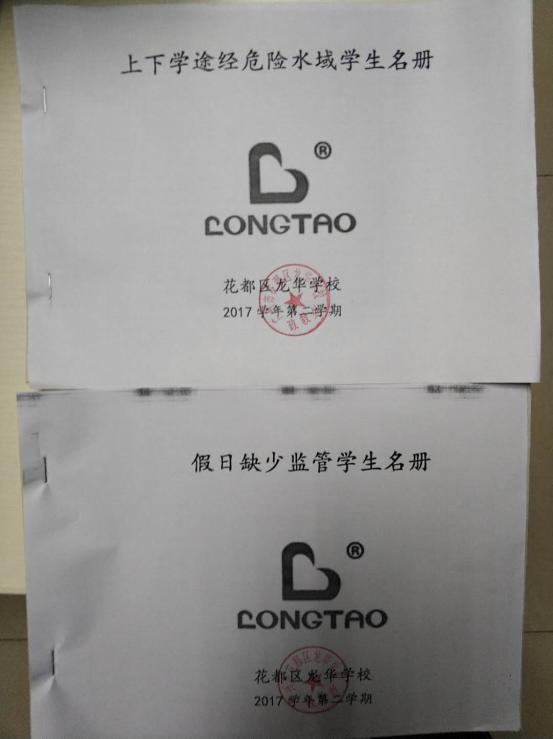 上下学途经危险水域学生名册
®
LONGTAO
花都区龙华学校
2017 学年第二学期
假日缺少监管学生名册
®
LONGTAO
花都区龙华学校
2017 学年第二学期